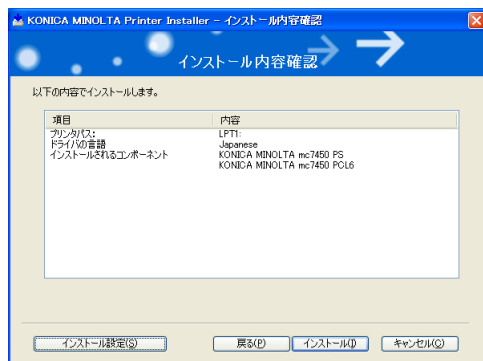 KONICA MINOLTA Printer Installer - インストール内容確認
インストール内容確認
以下の内容でインストールします。
項目 内容
プリンタパス: LPT1:
ドライバの言語 Japanese
インストールされるコンポーネント KONICA MINOLTA mc7450 PS
KONICA MINOLTA mc7450 PCL6
インストール設定(S) 戻る(P) インストール(I) キャンセル(C)